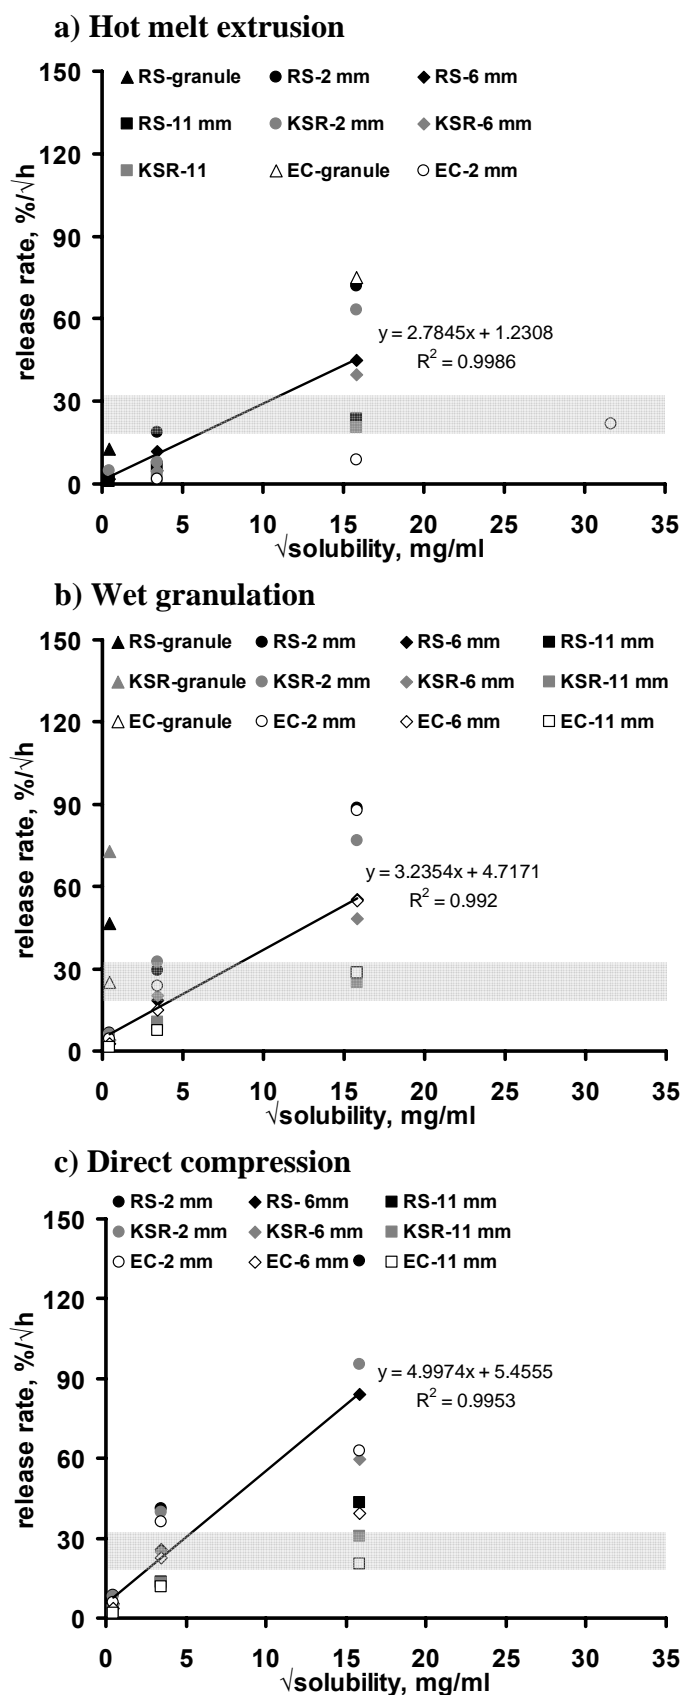 a) Hot melt extrusion
150
RS-granule RS-2 mm RS-6 mm
120
RS-11 mm KSR-2 mm KSR-6 mm
KSR-11 EC-granule EC-2 mm
90
60
30
0
release rate, %/√h
y = 2.7845x + 1.2308
R² = 0.9986
0 5 10 15 20 25 30 35
√solubility, mg/ml
b) Wet granulation
150
RS-granule RS-2 mm RS-6 mm RS-11 mm
KSR-granule KSR-2 mm KSR-6 mm KSR-11 mm
120
EC-granule EC-2 mm EC-6 mm EC-11 mm
90
60
30
0
release rate, %/√h
y = 3.2354x + 4.7171
R² = 0.992
0 5 10 15 20 25 30 35
√solubility, mg/ml
c) Direct compression
RS-2 mm RS- 6mm RS-11 mm
150
KSR-2 mm KSR-6 mm KSR-11 mm
EC-2 mm EC-6 mm EC-11 mm
120
90
60
30
0
release rate, %/√h
y = 4.9974x + 5.4555
R² = 0.9953
0 5 10 15 20 25 30 35
√solubility, mg/ml